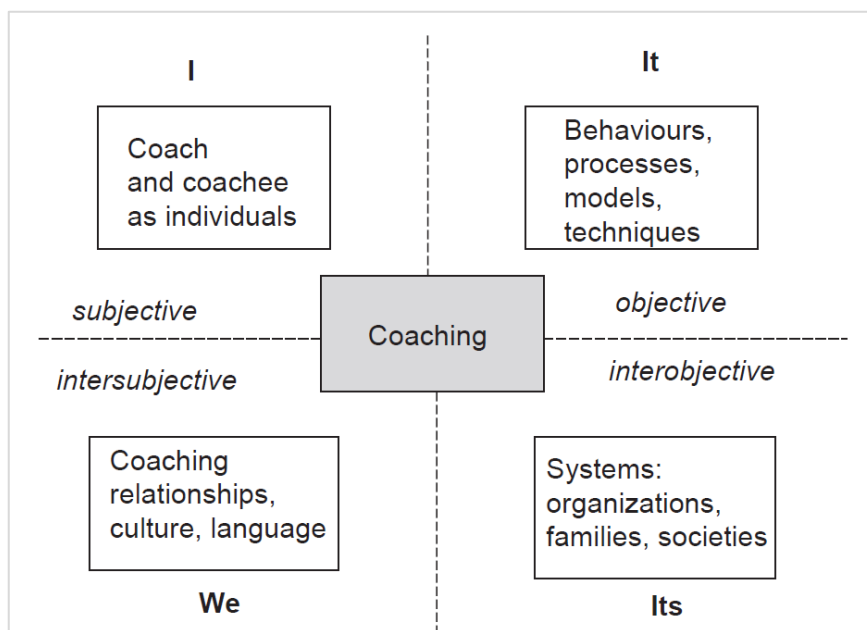 I
It
Coach
and coachee
as individuals
Behaviours,
processes,
models,
techniques
subjective
objective
Coaching
intersubjective
interobjective
Coaching
relationships,
culture, language
Systems:
organizations,
families, societies
We
Its